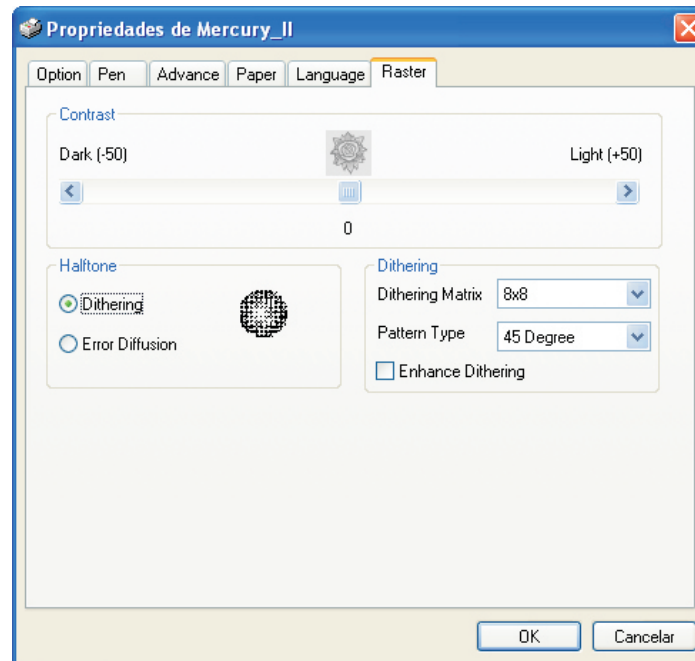 Propriedades de Mercury_II
Option Pen Advance Paper Language Raster
Contrast
Dark (-50) Light (+50)
0
Halftone
Dithering
Error Diffusion
Dithering
Dithering Matrix 8x8
Pattern Type 45 Degree
Enhance Dithering
OK Cancelar